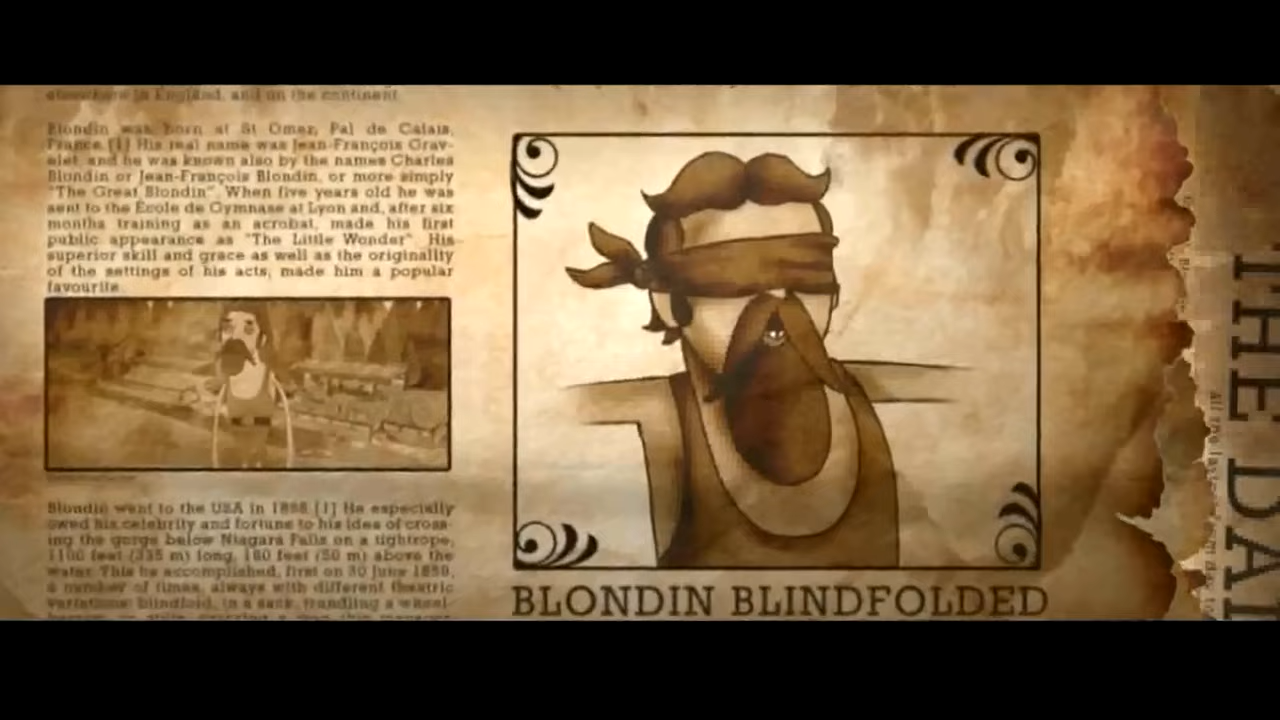 elsewhere in England, and on the continent.
Blondin was born at St Omer, Pal de Calais,
France.[1] His real name was Jean-François Grav-
elet, and he was known also by the names Charles
Blondin or Jean-François Blondin, or more simply
"The Great Blondin". When five years old he was
sent to the École de Gymnase at Lyon and, after six
months training as an acrobat, made his first
public appearance as "The Little Wonder". His
superior skill and grace as well as the originality
of the settings of his acts, made him a popular
favourite.
Blondin went to the USA in [1] He especially
owed his celebrity and fortune to his idea of cross-
ing the gorge below Niagara Falls on a tightrope,
1100 feet (335 m) long, 160 feet (50 m) above the
water. This he accomplished, first on 30 June 1859,
a number of times, always with different theatric
variations: blindfold, in a sack, trundling a wheel-
BLONDIN BLINDFOLDED
THE DAI